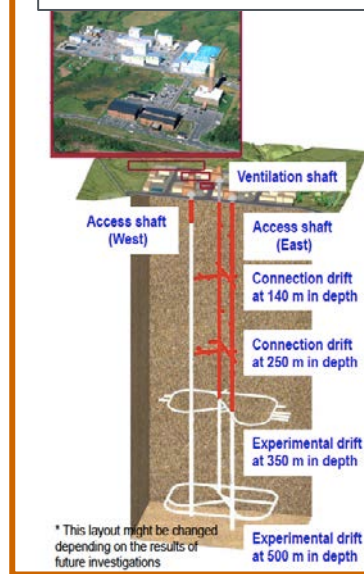 Ventilation shaft
Access shaft
(West)
Access shaft
(East)
Connection drift
at 140 m in depth
Connection drift
at 250 m in depth
Experimental drift
at 350 m in depth
* This layout might be changed
depending on the results of
future investigations
Experimental drift
at 500 m in depth